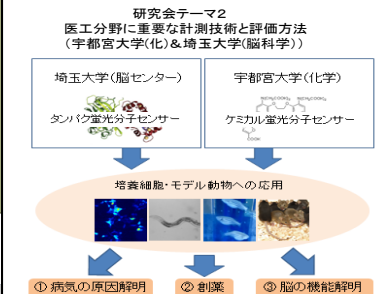 研究会テーマ2
医工分野に重要な計測技術と評価方法
(宇都宮大学(化)&埼玉大学(脳科学))
埼玉大学(脳センター)
タンパク蛍光分子センサー
宇都宮大学(化学)
ケミカル蛍光分子センサー
培養細胞・モデル動物への応用
① 病気の原因解明
② 創薬
③ 脳の機能解明